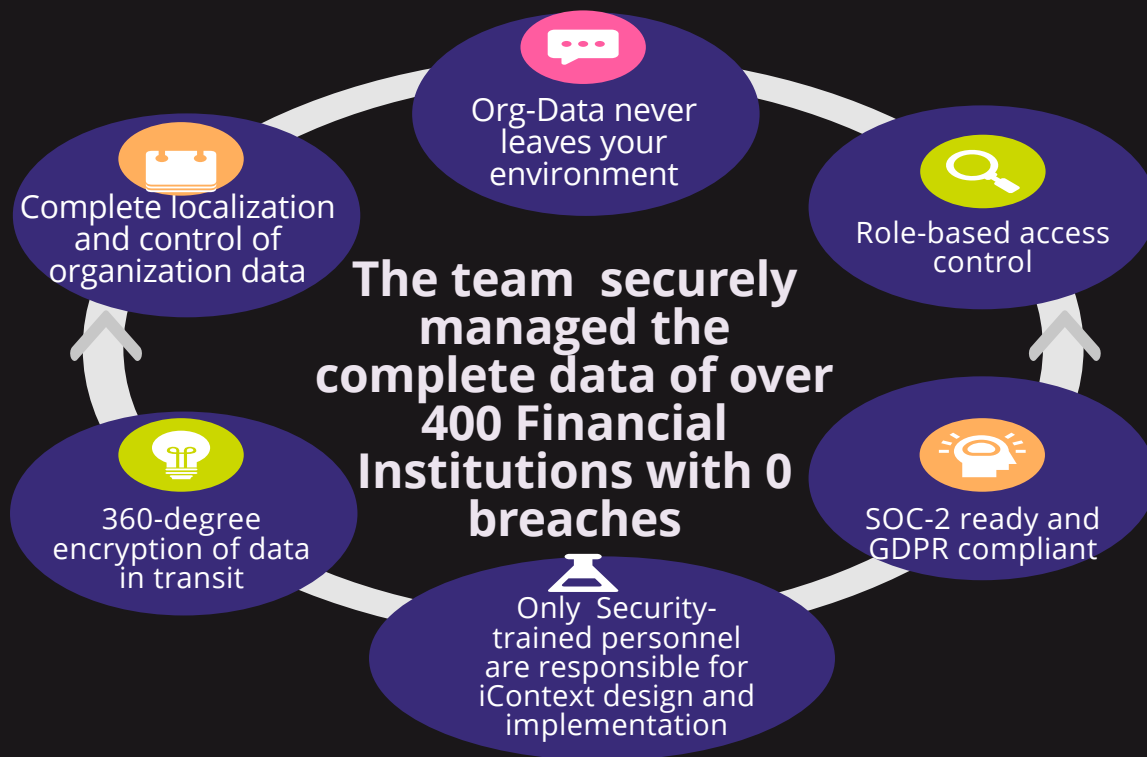 Org-Data never
leaves your
environment
Role-based access
control
SOC-2 ready and
GDPR compliant
Only Security-
trained personnel
are responsible for
iContext design and
implementation
360-degree
encryption of data
in transit
Complete localization
and control of
organization data
The team securely
managed the
complete data of over
400 Financial
Institutions with 0
breaches